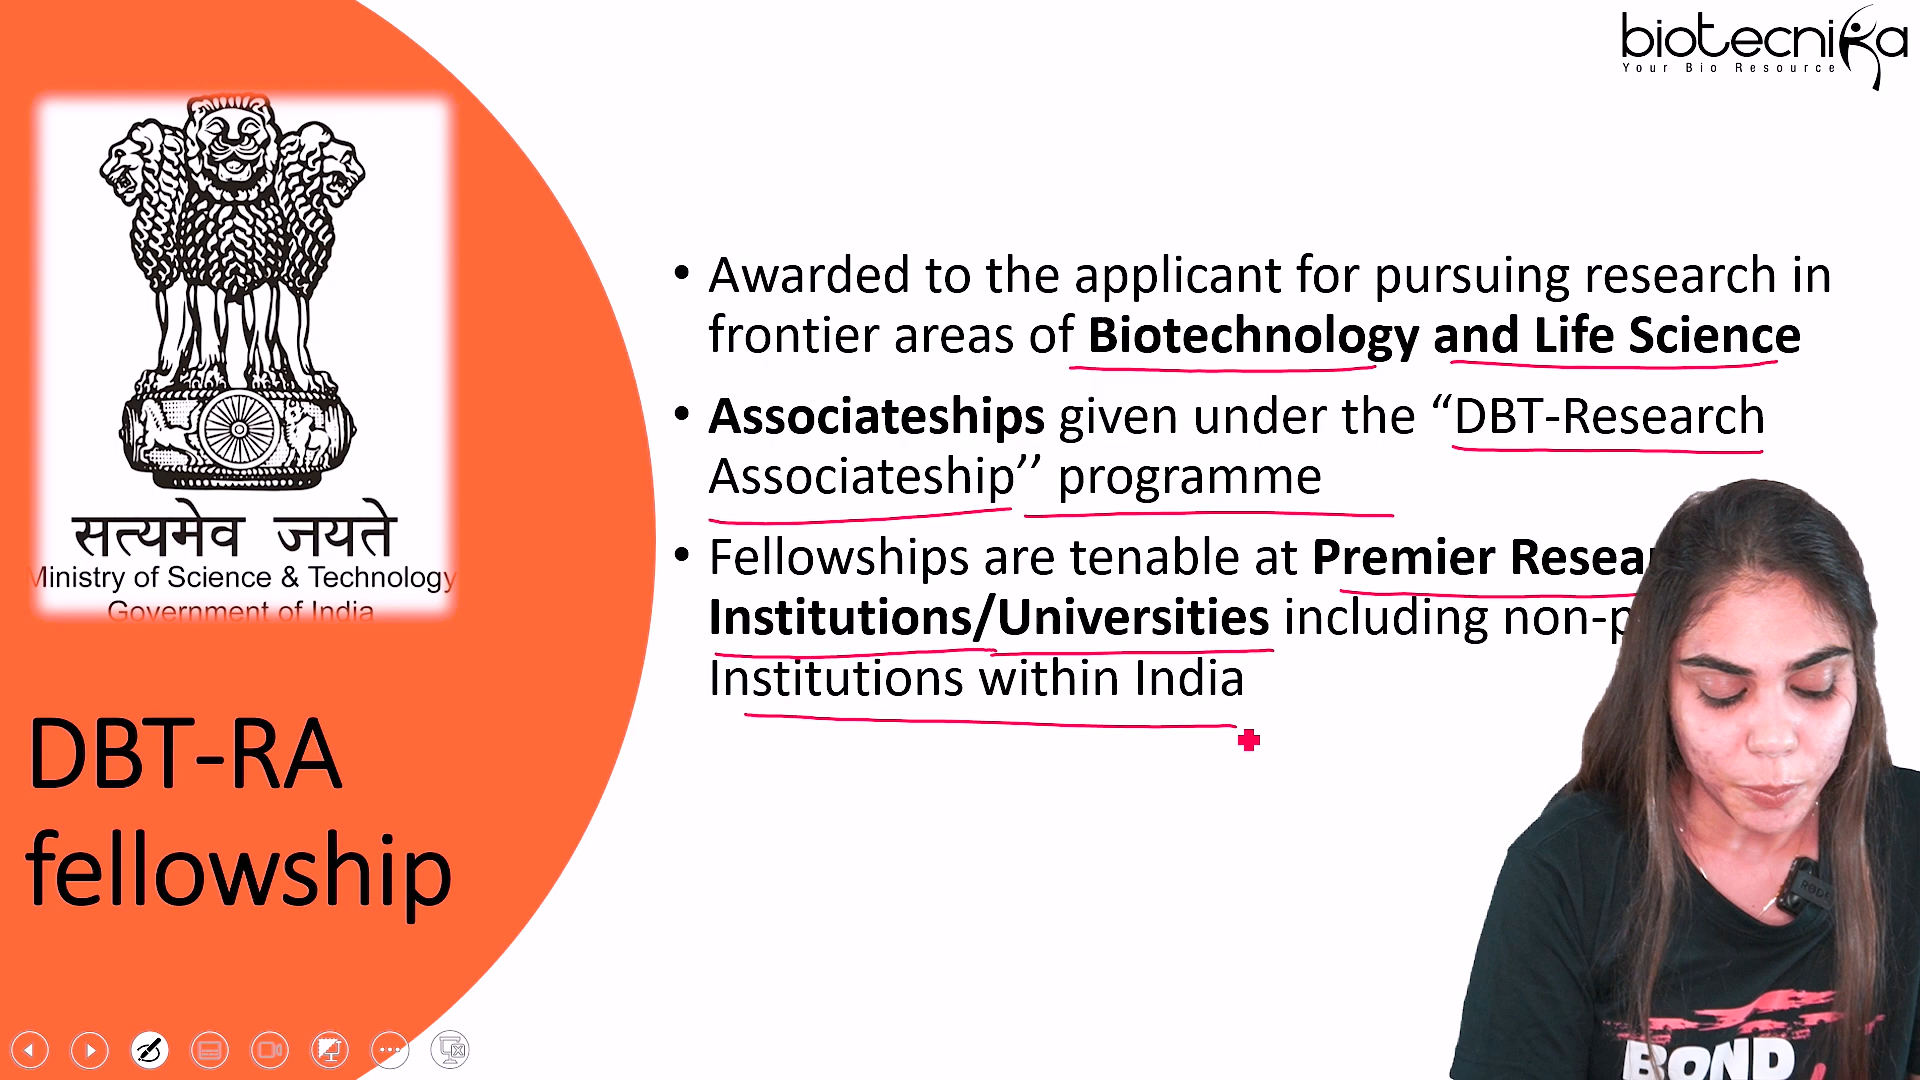 biotecnika
Your Bio Resource
सत्यमेव जयते
Ministry of Science & Technology
Government of India
DBT-RA
fellowship
• Awarded to the applicant for pursuing research in
frontier areas of Biotechnology and Life Science
• Associateships given under the “DBT-Research
Associateship’’ programme
• Fellowships are tenable at Premier
Institutions/Universities including
Institutions within India
RODE
BOND